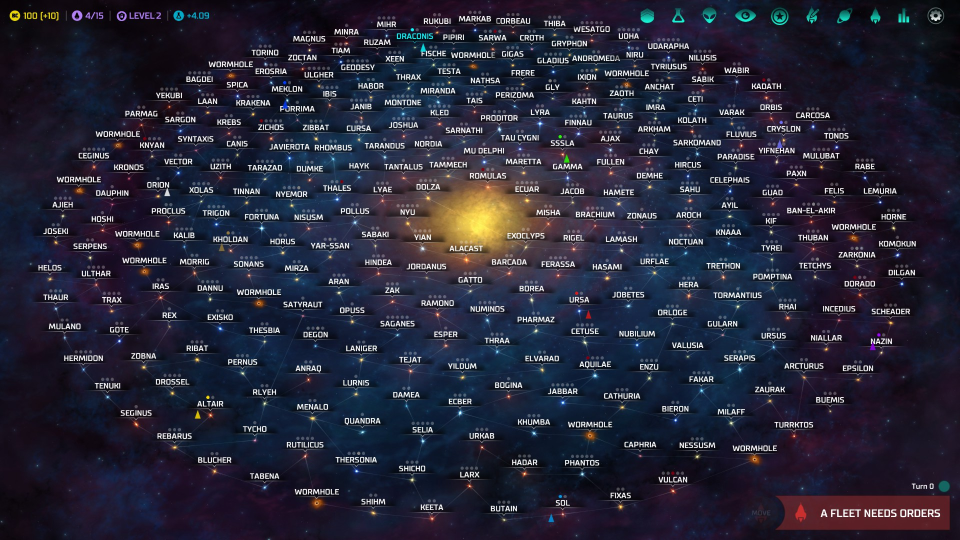 100 (+10) 4/15 LEVEL 2 +4.09
MIHR RUKUBI MARKAB CORBEAU THIBA WESATGO
MINRA DRACONIS PIPIRI SARWA CROTH UDHA
MAGNUS RUZAM GRYPHON UDARAPHA
TORINO TIAM FISCHE WORMHOLE GIGAS ANDROMEDA NIRU NILUSIS
ZOCTAN XEEN GLADIUS
WORMHOLE GEODESY TYRIUSIS WABIR
EROSRIA ULGHER THRAX TESTA FRERE IXION WORMHOLE SABIK
BAGDEI SPICA MEKLON HABOR NATHSA GLY ANCHAT KADATH
YEKUBI LAAN KRAKENA IBIS MIRANDA PERIZOMA ZAOTH CETI
PORRIMA JANIB MONTONE TAIS KAHTN IMRA ORBIS
PARMAG SARGON KREBS KLED PRODITOR LYRA TAURUS VARAK CARCOSA
ZICHOS ZIBBAT CURSA JOSHUA SARNATHI FINNAU ARKHAM KOLATH CRYSLON
WORMHOLE SYNTAXIS CANIS TAU CYGNI AJAX FLUVIUS TONDS
KNYAN JAVIEROTA RHOMBUS TARANDUS NORDIA SSSLA SARKOMAND
CEGINUS VECTOR MU DELPHI MARETTA CHAY PARADISE YIFNEHAN MULUBAT
KRONOS UZITH TARAZAD DUMKE HAYK TANTALUS TAMMECH GAMMA FULLEN HIRCUS RABE
WORMHOLE ROMULAS DEMHE PAXN
DAUPHIN ORION XOLAS TINNAN NYEMOR THALES LYAE DOLZA ECUAR JACOB HAMETE SAHU CELEPHAIS GUAD FELIS LEMURIA
AJIEH PROCLUS TRIGON FORTUNA NISUSM POLLUS NYU MISHA BRACHIUM ZONAUS AROCH AYIL BAN-EL-AKIR HORNE
HOSHI KIF
JOSEKI WORMHOLE KALIB KHOLDAN HORUS YAR-SSAN SABAKI YIAN EXOCLYPS RIGEL LAMASH NOCTUAN KNAAA THUBAN WORMHOLE
SERPENS ALACAST TYREI KOMOKUN
HELOS WORMHOLE MORRIG SONANS MIRZA HINDEA JORDANUS BARCADA FERASSA HASAMI URFLAE TRETHON TETCHYS ZARKONIA
ULTHAR GATTO POMPTINA DILGAN
THAUR TRAX IRAS DANNU WORMHOLE ARAN ZAK BOREA JOBETES HERA TORMANTIUS DORADO
SATYRAUT RAMONO URSA RHAI INCEDIUS SCHEADER
MULANO REX EXISKO OPUSS NUMINOS PHARMAZ ORLOGE GULARN
GOTE THESBIA DEGON SAGANES ESPER THRAA CETUSE NUBILIUM URSUS NIALLAR NAZIN
HERMIDON ZOBNA RIBAT PERNUS LANIGER TEJAT YILDUM ELVARAD AQUILAE ENZU VALUSIA SERAPIS ARCTURUS EPSILON
TENUKI DROSSEL RLYEH ANRAQ LURNIS DAMEA BOGINA JABBAR CATHURIA FAKAR ZAURAK BUEMIS
SEGINUS ALTAIR MENALO ECBER BIERON MILAFF
REBARUS TYCHO QUANDRA SELIA KHUMBA WORMHOLE TURRKTOS
RUTILICUS URKAB CAPHRIA NESSUSM WORMHOLE
BLUCHER THERSONIA SHICHO HADAR PHANTOS
TABENA LARX VULCAN
WORMHOLE SHIHM KEETA BUTAIN SOL FIXAS
Turn 0
MOVE A FLEET NEEDS ORDERS